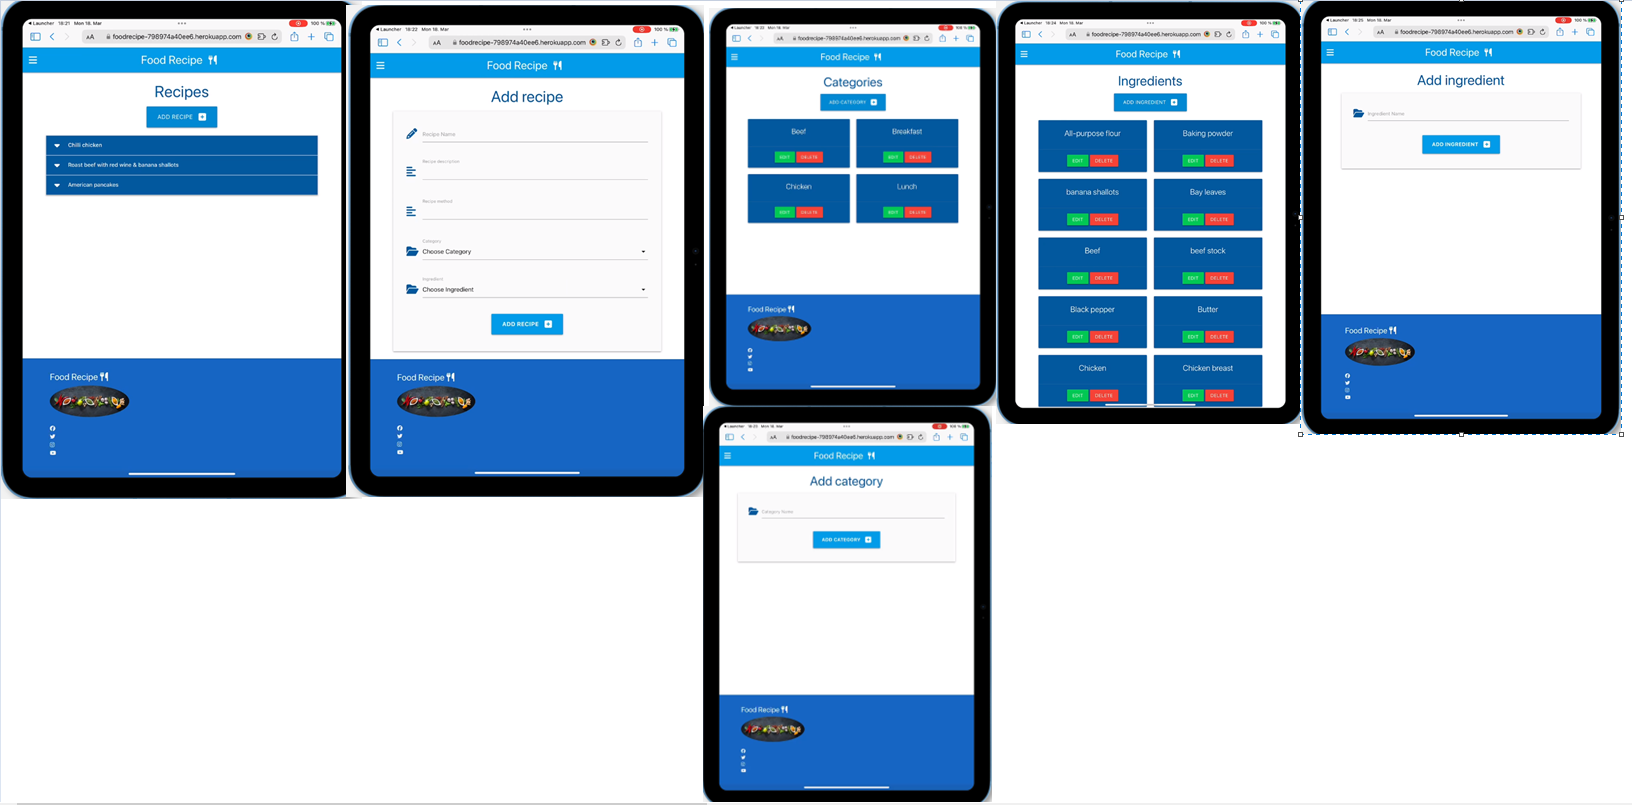 Launcher 18:21 Mon 18. Mar
100 %
AA
foodrecipe-798974a40ee6.herokuapp.com
Food Recipe
Recipes
ADD RECIPE
Chilli chicken
Roast beef with red wine & banana shallots
American pancakes
Food Recipe
Launcher 18:22 Mon 18. Mar
100 %
AA
foodrecipe-798974a40ee6.herokuapp.com
Food Recipe
Add recipe
Recipe Name
Recipe description
Recipe method
Category
Choose Category
Ingredient
Choose Ingredient
ADD RECIPE
Food Recipe
Launcher 18:22 Mon 18. Mar
100 %
AA
foodrecipe-798974a40ee6.herokuapp.com
Food Recipe
Categories
ADD CATEGORY
Beef
Breakfast
EDIT DELETE
EDIT DELETE
Chicken
Lunch
EDIT DELETE
EDIT DELETE
Food Recipe
Launcher 18:24 Mon 18. Mar
100 %
AA
foodrecipe-798974a40ee6.herokuapp.com
Food Recipe
Ingredients
ADD INGREDIENT
All-purpose flour
Baking powder
EDIT DELETE
EDIT DELETE
banana shallots
Bay leaves
EDIT DELETE
EDIT DELETE
Beef
beef stock
EDIT DELETE
EDIT DELETE
Black pepper
Butter
EDIT DELETE
EDIT DELETE
Chicken
Chicken breast
EDIT DELETE
EDIT DELETE
Launcher 18:25 Mon 18. Mar
100 %
AA
foodrecipe-798974a40ee6.herokuapp.com
Food Recipe
Add ingredient
Ingredient Name
ADD INGREDIENT
Food Recipe
Launcher
Mon 18. Mar
100 %
AA
foodrecipe-798974a40ee6.herokuapp.com
Food Recipe
Add category
Category Name
ADD CATEGORY
Food Recipe